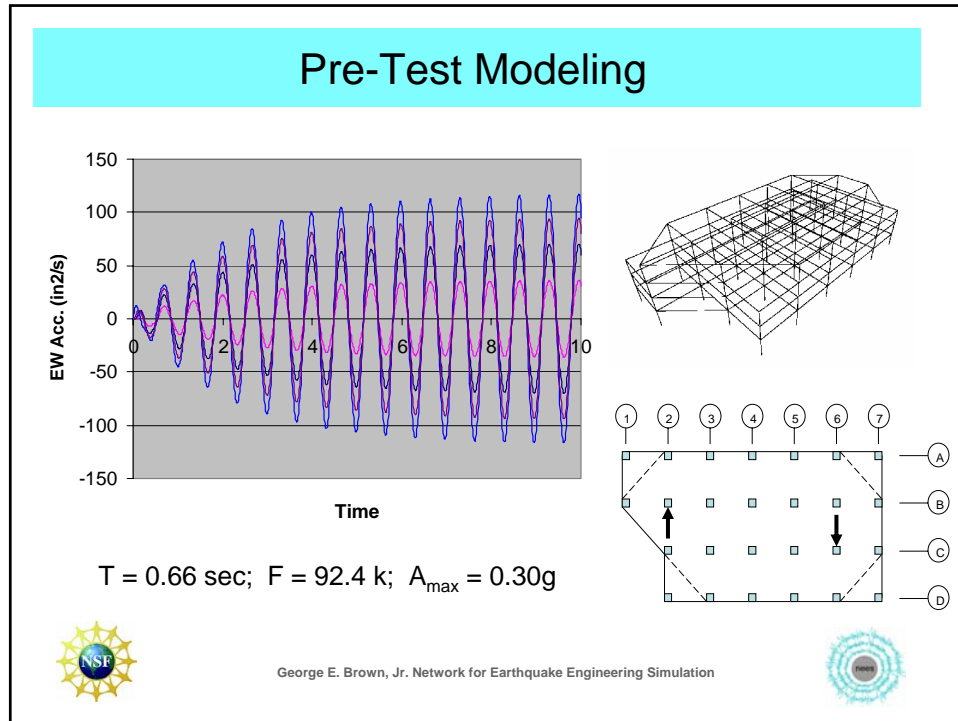 Pre-Test Modeling
EW Acc. (in2/s)
150
100
50
0
-50
-100
-150
0 2 4 6 8 10
Time
1 2 3 4 5 6 7
A
B
C
D
T = 0.66 sec; F = 92.4 k; Amax = 0.30g
NSF
George E. Brown, Jr. Network for Earthquake Engineering Simulation
nees